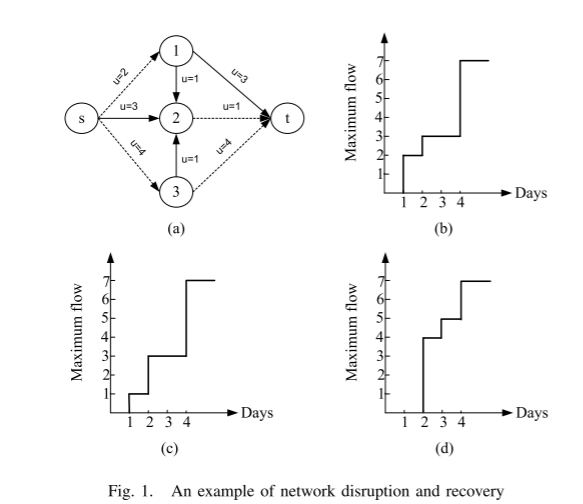 1
u=2
u=1
u=3
s
u=3
2
u=1
t
u=4
u=1
u=4
3
(a)
Maximum flow
7
6
5
4
3
2
1
1 2 3 4
Days
(b)
Maximum flow
7
6
5
4
3
2
1
1 2 3 4
Days
(c)
Maximum flow
7
6
5
4
3
2
1
1 2 3 4
Days
(d)
Fig. 1. An example of network disruption and recovery